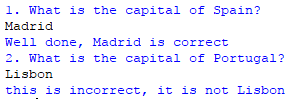 1. What is the capital of Spain?
Madrid
Well done, Madrid is correct
2. What is the capital of Portugal?
Lisbon
this is incorrect, it is not Lisbon